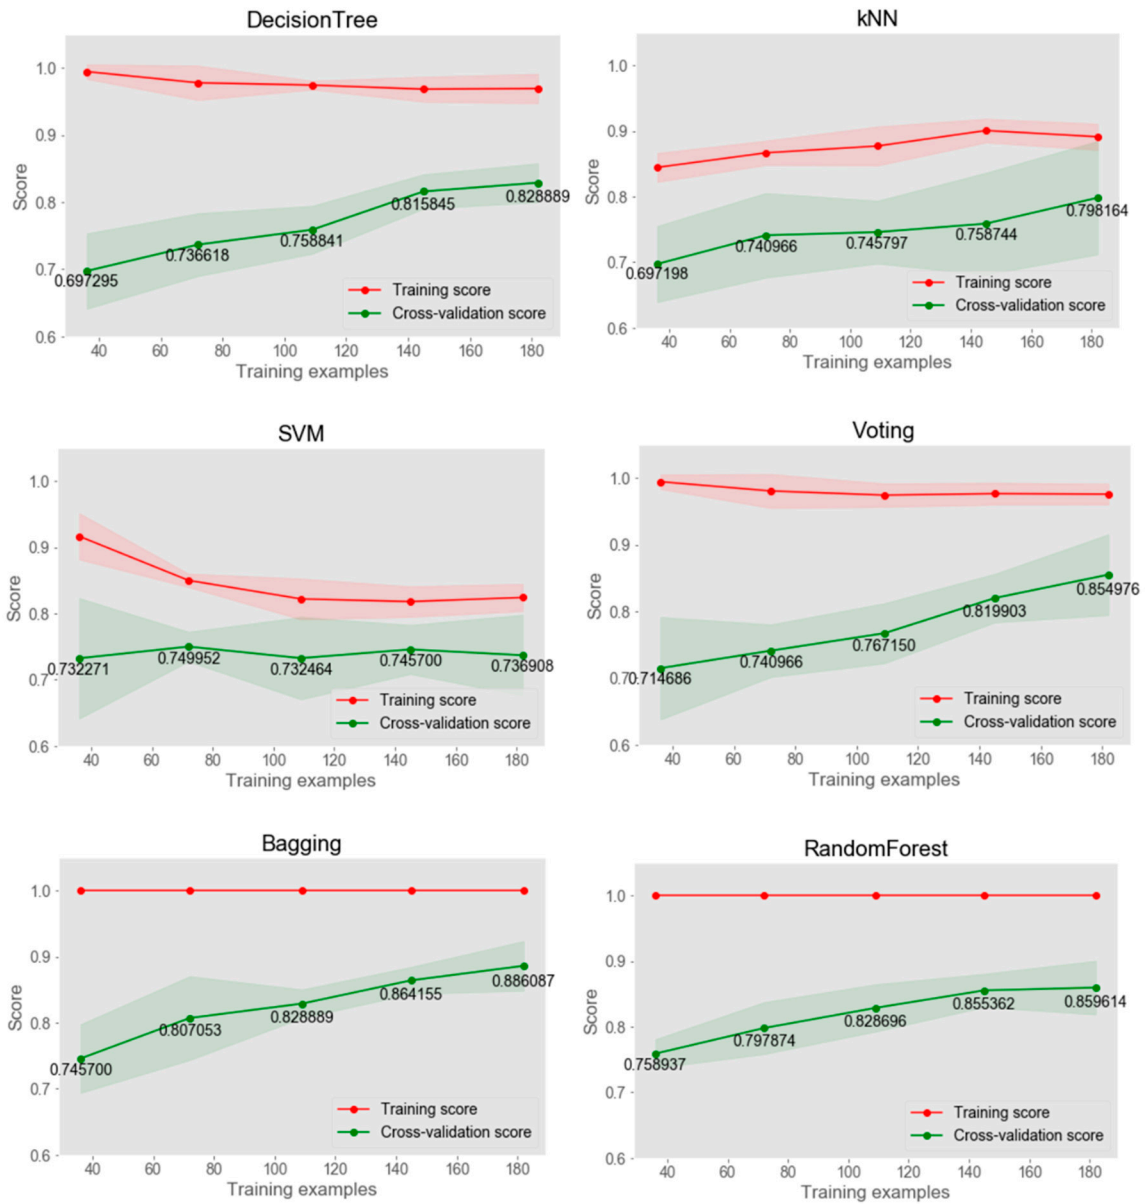 DecisionTree
1.0
0.9
0.8
0.7
0.6
Score
0.697295
0.736618
0.758841
0.815845
0.828889
Training score
Cross-validation score
40 60 80 100 120 140 160 180
Training examples
kNN
1.0
0.9
0.8
0.7
0.6
Score
0.697198
0.740966
0.745797
0.758744
0.798164
Training score
Cross-validation score
40 60 80 100 120 140 160 180
Training examples
SVM
1.0
0.9
0.8
0.7
0.6
Score
0.732271
0.749952
0.732464
0.745700
0.736908
Training score
Cross-validation score
40 60 80 100 120 140 160 180
Training examples
Voting
1.0
0.9
0.8
0.7
0.6
Score
0.714686
0.740966
0.767150
0.819903
0.854976
Training score
Cross-validation score
40 60 80 100 120 140 160 180
Training examples
Bagging
1.0
0.9
0.8
0.7
0.6
Score
0.745700
0.807053
0.828889
0.864155
0.886087
Training score
Cross-validation score
40 60 80 100 120 140 160 180
Training examples
RandomForest
1.0
0.9
0.8
0.7
0.6
Score
0.758937
0.797874
0.828696
0.855362
0.859614
Training score
Cross-validation score
40 60 80 100 120 140 160 180
Training examples